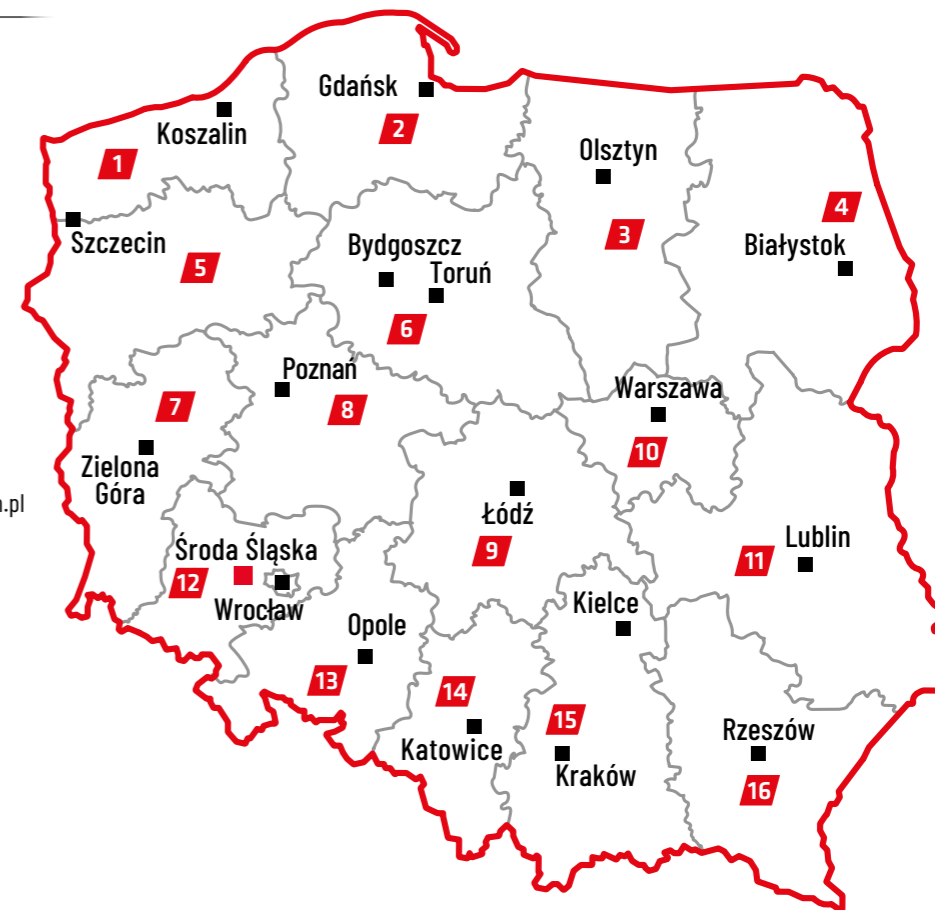 Gdańsk
2
Koszalin
1
Olsztyn
3
4
Szczecin
5
Bydgoszcz
Toruń
6
Białystok
Poznań
8
7
Warszawa
10
Zielona
Góra
.pl
Łódź
9
Środa Śląska
12
Wrocław
Lublin
11
Kielce
Opole
13
14
Katowice
15
Kraków
Rzeszów
16